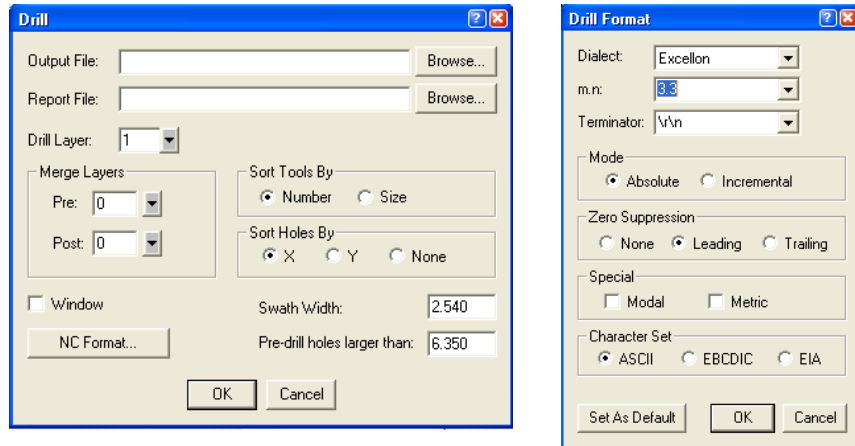 Drill
Output File: Browse...
Report File: Browse...
Drill Layer: 1
Merge Layers
Pre: 0
Post: 0
Sort Tools By
Number Size
Sort Holes By
X Y None
Window
NC Format...
Swath Width: 2.540
Pre-drill holes larger than: 6.350
OK Cancel
Drill Format
Dialect: Excellon
m.n: 3.3
Terminator: \r\n
Mode
Absolute Incremental
Zero Suppression
None Leading Trailing
Special
Modal Metric
Character Set
ASCII EBCDIC EIA
Set As Default OK Cancel